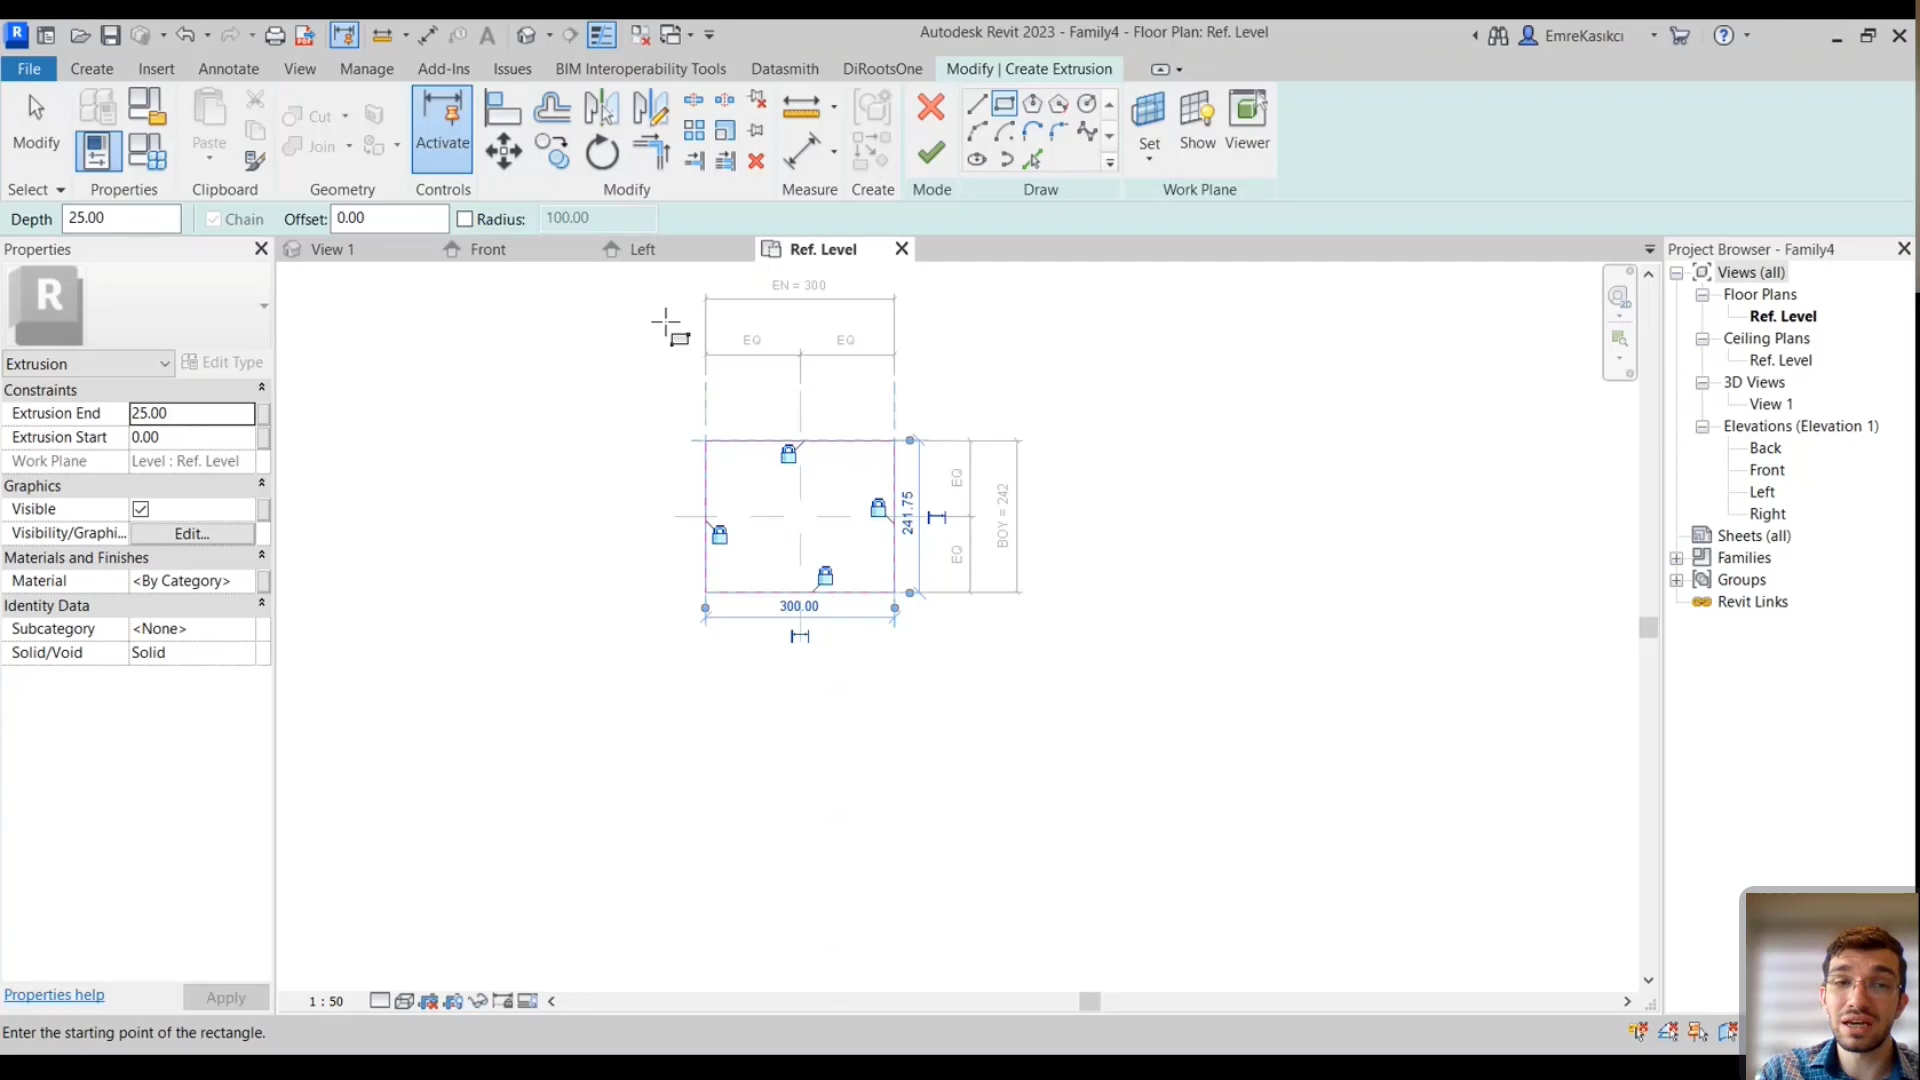 Autodesk Revit 2023 - Family4 - Floor Plan: Ref. Level
EmreKasıkcı
File Create Insert Annotate View Manage Add-Ins Issues BIM Interoperability Tools Datasmith DiRootsOne Modify | Create Extrusion
Modify
Paste
Cut
Join
Activate
Set
Show
Viewer
Select Properties Clipboard Geometry Controls Modify Measure Create Mode Draw Work Plane
Depth 25.00 Chain Offset: 0.00 Radius: 100.00
Properties
View 1
Front
Left
Ref. Level
R
Extrusion
Edit Type
Constraints
Extrusion End 25.00
Extrusion Start 0.00
Work Plane Level : Ref. Level
Graphics
Visible
Visibility/Graphi... Edit...
Materials and Finishes
Material <By Category>
Identity Data
Subcategory <None>
Solid/Void Solid
Properties help
Apply
EN = 300
EQ EQ
EQ
EQ
241.75
BOY = 242
300.00
2D
Project Browser - Family4
Views (all)
Floor Plans
Ref. Level
Ceiling Plans
Ref. Level
3D Views
View 1
Elevations (Elevation 1)
Back
Front
Left
Right
Sheets (all)
Families
Groups
Revit Links
1 : 50
Enter the starting point of the rectangle.